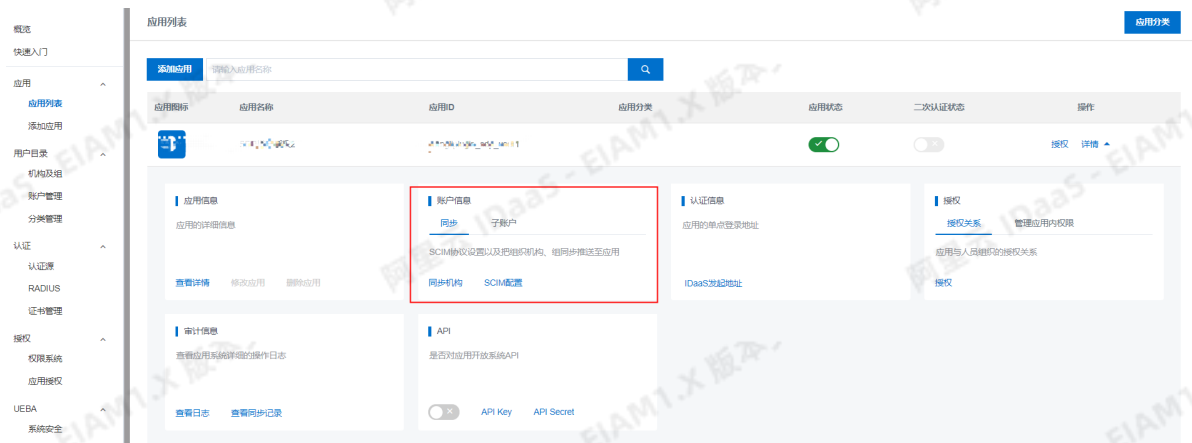 概览
快速入门
应用
应用列表
添加应用
用户目录
机构及组
账户管理
分类管理
认证
认证源
RADIUS
证书管理
授权
权限系统
应用授权
UEBA
系统安全
应用列表
应用分类
添加应用 请输入应用名称
应用图标 应用名称 应用ID 应用分类 应用状态 二次认证状态 操作
授权 详情
应用信息
应用的详细信息
查看详情 修改应用 删除应用
账户信息
同步 子账户
SCIM协议设置以及把组织机构、组同步推送至应用
同步机构 SCIM配置
认证信息
应用的单点登录地址
IDaaS发起地址
授权
授权关系 管理应用内权限
应用与人员组织的授权关系
授权
审计信息
查看应用系统详细的操作日志
查看日志 查看同步记录
API
是否对应用开放系统API
API Key API Secret
阿里云 IDaaS - EIAM1.X 版本